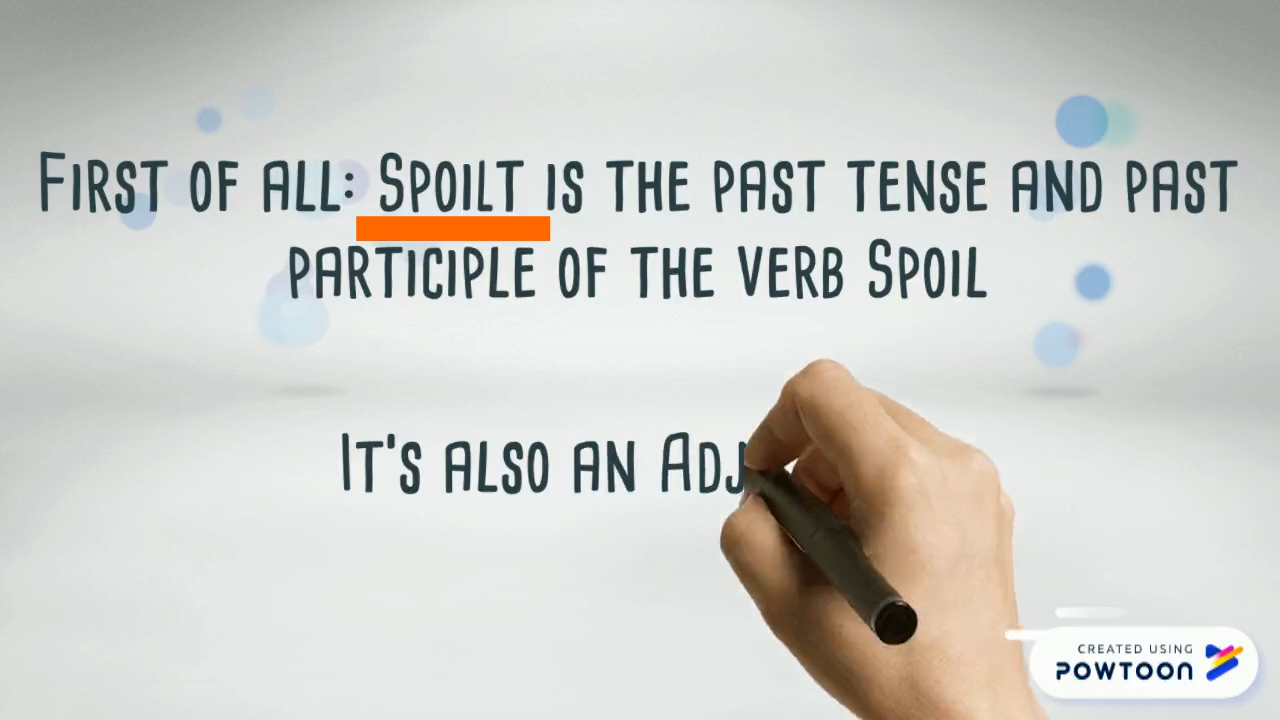 First of all: Spoilt is the past tense and past
participle of the verb Spoil
It's also an Adj
CREATED USING
POWTOON